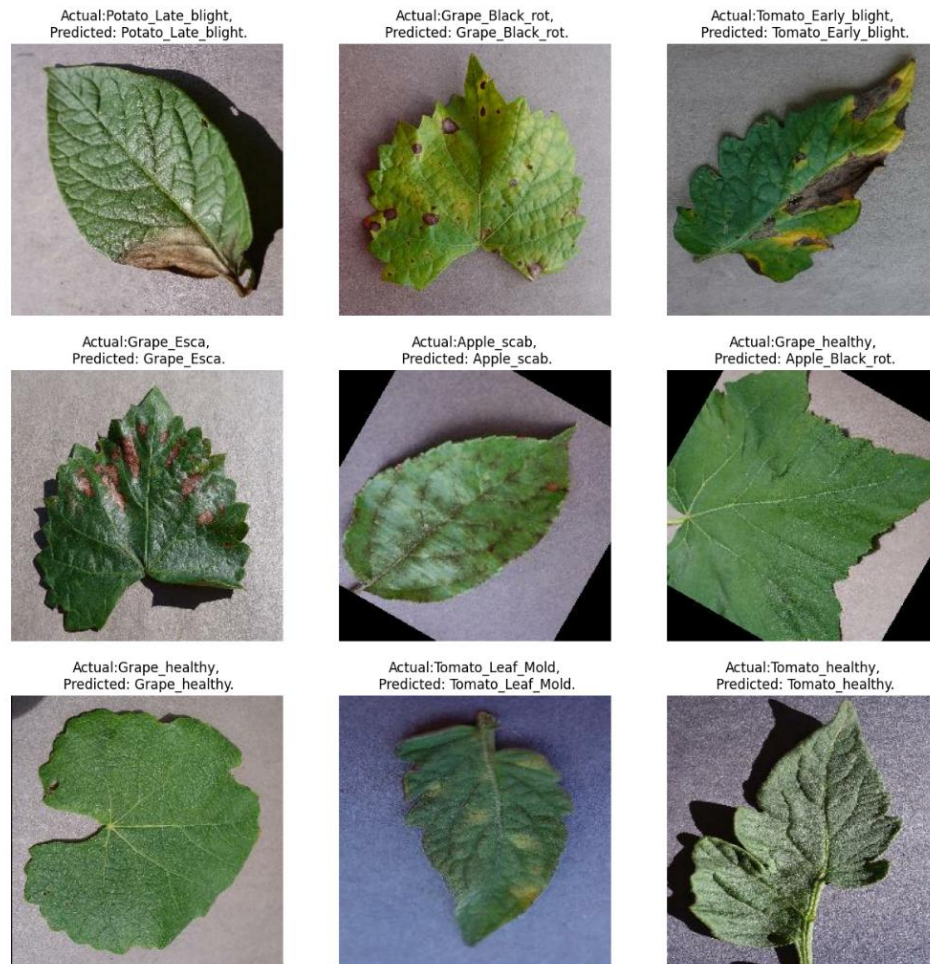 Actual:Potato_Late_blight,
Predicted: Potato_Late_blight.
Actual:Grape_Black_rot,
Predicted: Grape_Black_rot.
Actual:Tomato_Early_blight,
Predicted: Tomato_Early_blight.
Actual:Grape_Esca,
Predicted: Grape_Esca.
Actual:Apple_scab,
Predicted: Apple_scab.
Actual:Grape_healthy,
Predicted: Apple_Black_rot.
Actual:Grape_healthy,
Predicted: Grape_healthy.
Actual:Tomato_Leaf_Mold,
Predicted: Tomato_Leaf_Mold.
Actual:Tomato_healthy,
Predicted: Tomato_healthy.